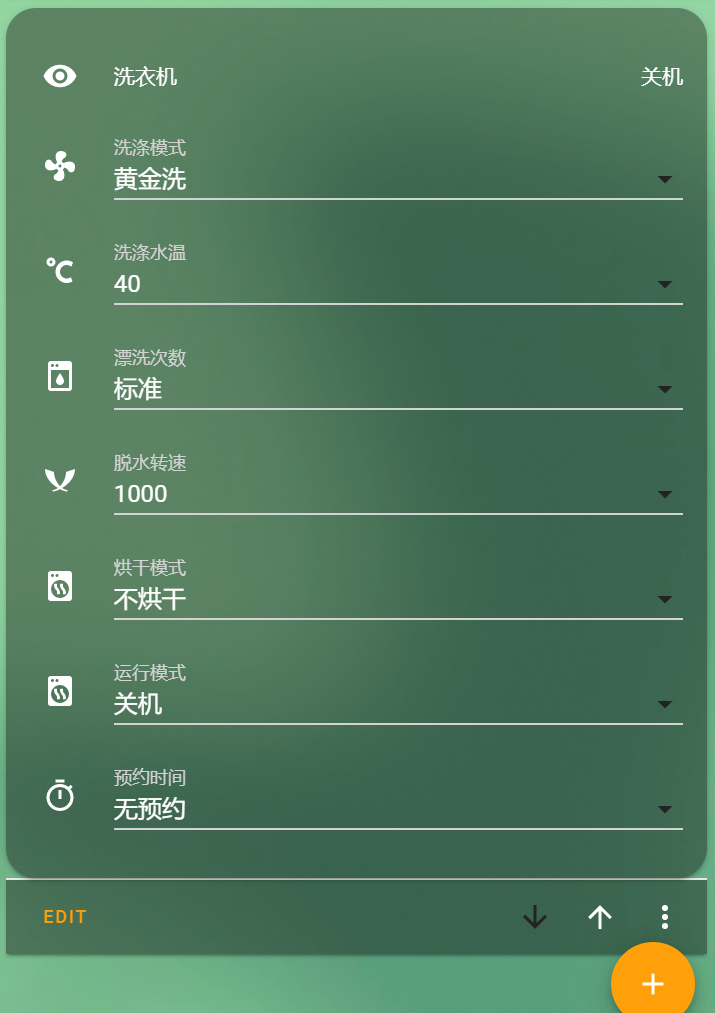 洗衣机 关机
洗涤模式
黄金洗
洗涤水温
40
漂洗次数
标准
脱水转速
1000
烘干模式
不烘干
运行模式
关机
预约时间
无预约
EDIT